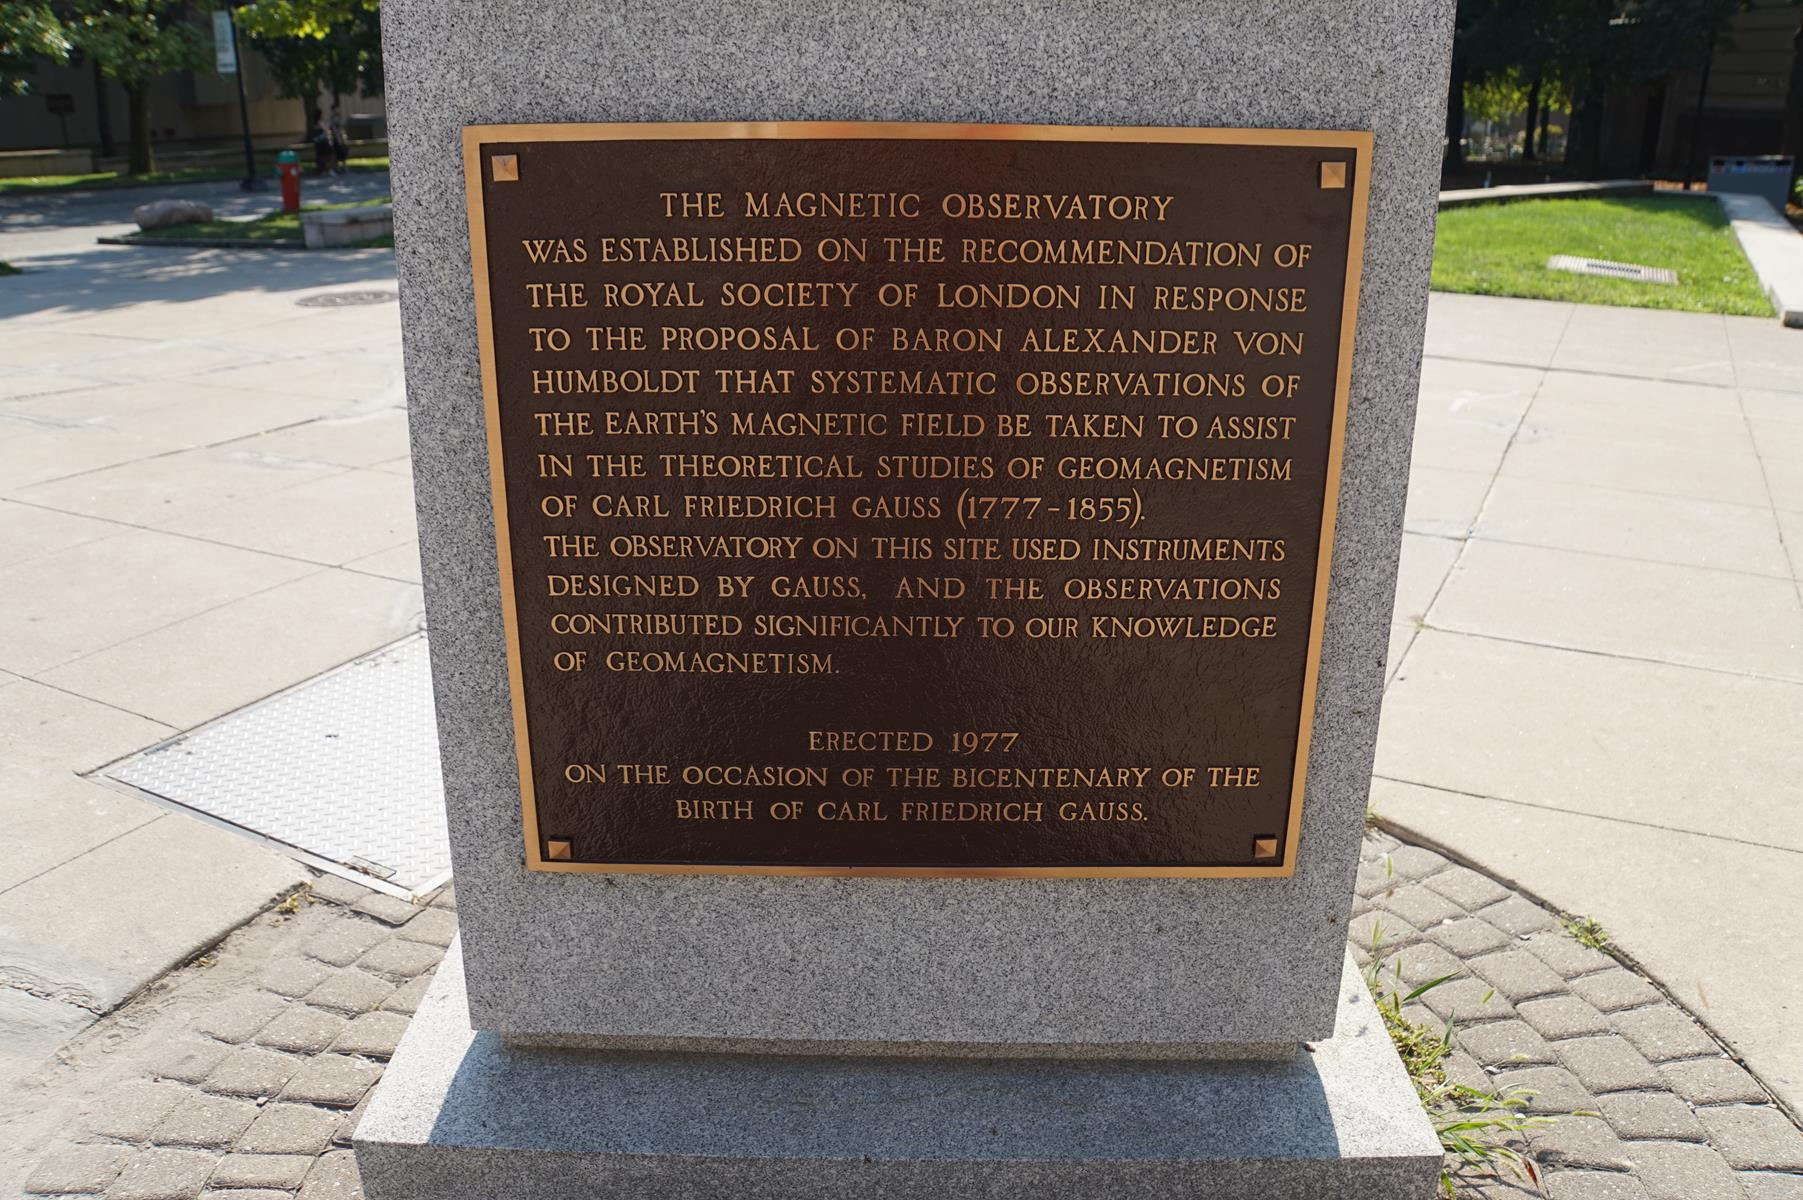 THE MAGNETIC OBSERVATORY
WAS ESTABLISHED ON THE RECOMMENDATION OF
THE ROYAL SOCIETY OF LONDON IN RESPONSE
TO THE PROPOSAL OF BARON ALEXANDER VON
HUMBOLDT THAT SYSTEMATIC OBSERVATIONS OF
THE EARTH'S MAGNETIC FIELD BE TAKEN TO ASSIST
IN THE THEORETICAL STUDIES OF GEOMAGNETISM
OF CARL FRIEDRICH GAUSS (1777-1855).
THE OBSERVATORY ON THIS SITE USED INSTRUMENTS
DESIGNED BY GAUSS, AND THE OBSERVATIONS
CONTRIBUTED SIGNIFICANTLY TO OUR KNOWLEDGE
OF GEOMAGNETISM.
ERECTED 1977
ON THE OCCASION OF THE BICENTENARY OF THE
BIRTH OF CARL FRIEDRICH GAUSS.